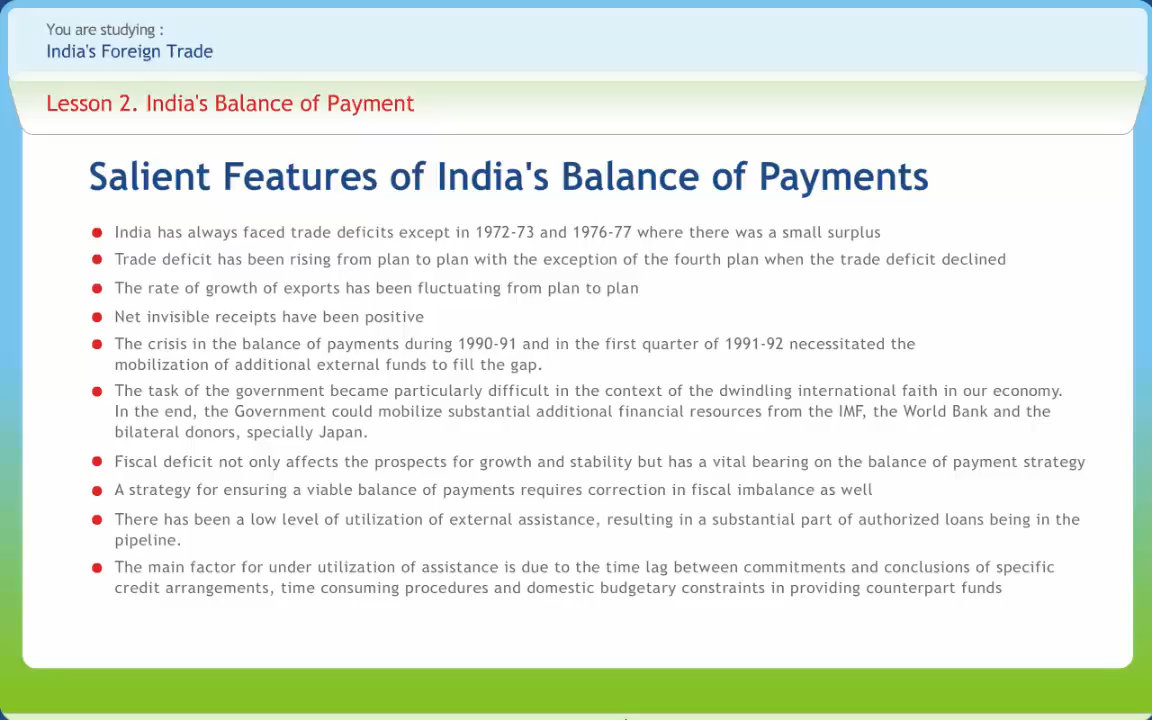 You are studying :
India's Foreign Trade
Lesson 2. India's Balance of Payment
Salient Features of India's Balance of Payments
India has always faced trade deficits except in 1972-73 and 1976-77 where there was a small surplus
Trade deficit has been rising from plan to plan with the exception of the fourth plan when the trade deficit declined
The rate of growth of exports has been fluctuating from plan to plan
Net invisible receipts have been positive
The crisis in the balance of payments during 1990-91 and in the first quarter of 1991-92 necessitated the
mobilization of additional external funds to fill the gap.
The task of the government became particularly difficult in the context of the dwindling international faith in our economy.
In the end, the Government could mobilize substantial additional financial resources from the IMF, the World Bank and the
bilateral donors, specially Japan.
Fiscal deficit not only affects the prospects for growth and stability but has a vital bearing on the balance of payment strategy
A strategy for ensuring a viable balance of payments requires correction in fiscal imbalance as well
There has been a low level of utilization of external assistance, resulting in a substantial part of authorized loans being in the
pipeline.
The main factor for under utilization of assistance is due to the time lag between commitments and conclusions of specific
credit arrangements, time consuming procedures and domestic budgetary constraints in providing counterpart funds